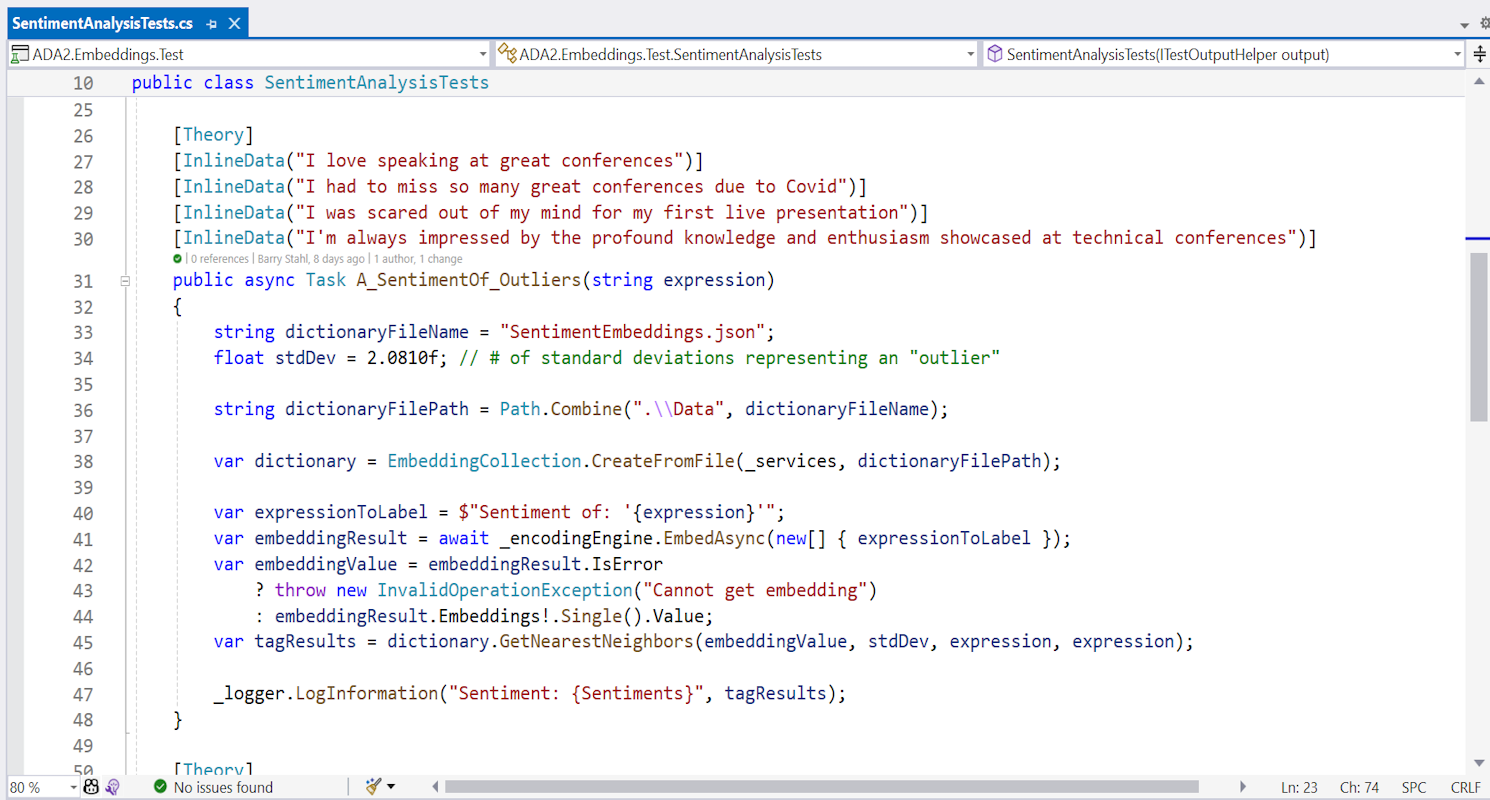 SentimentAnalysisTests.cs
ADA2.Embeddings.Test ADA2.Embeddings.Test.SentimentAnalysisTests SentimentAnalysisTests(ITestOutputHelper output)
10 public class SentimentAnalysisTests
25
26 [Theory]
27 [InlineData("I love speaking at great conferences")]
28 [InlineData("I had to miss so many great conferences due to Covid")]
29 [InlineData("I was scared out of my mind for my first live presentation")]
30 [InlineData("I'm always impressed by the profound knowledge and enthusiasm showcased at technical conferences")]
| 0 references | Barry Stahl, 8 days ago | 1 author, 1 change
31 public async Task A_SentimentOf_Outliers(string expression)
32 {
33 string dictionaryFileName = "SentimentEmbeddings.json";
34 float stdDev = 2.0810f; // # of standard deviations representing an "outlier"
35
36 string dictionaryFilePath = Path.Combine(".\\Data", dictionaryFileName);
37
38 var dictionary = EmbeddingCollection.CreateFromFile(_services, dictionaryFilePath);
39
40 var expressionToLabel = $"Sentiment of: '{expression}'";
41 var embeddingResult = await _encodingEngine.EmbedAsync(new[] { expressionToLabel });
42 var embeddingValue = embeddingResult.IsError
43 ? throw new InvalidOperationException("Cannot get embedding")
44 : embeddingResult.Embeddings!.Single().Value;
45 var tagResults = dictionary.GetNearestNeighbors(embeddingValue, stdDev, expression, expression);
46
47 _logger.LogInformation("Sentiment: {Sentiments}", tagResults);
48 }
49
50 [Theory]
80 % No issues found Ln: 23 Ch: 74 SPC CRLF